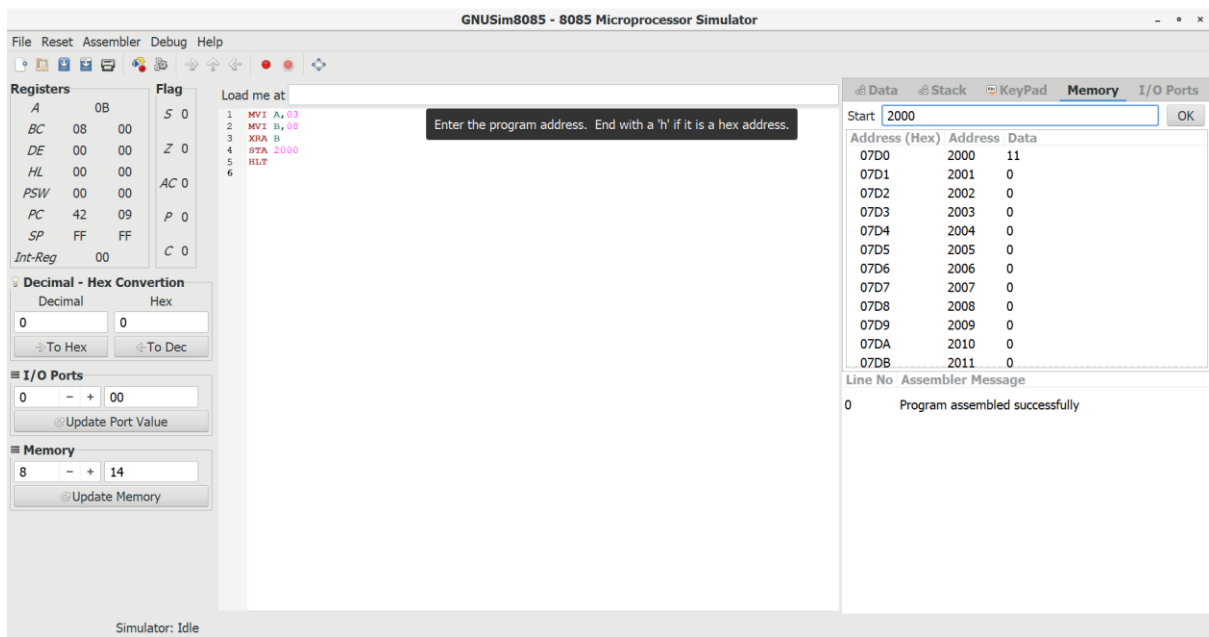 GNUSim8085 - 8085 Microprocessor Simulator
File Reset Assembler Debug Help
Registers
A 0B
BC 08 00
DE 00 00
HL 00 00
PSW 00 00
PC 42 09
SP FF FF
Int-Reg 00
Flag
S 0
Z 0
AC 0
P 0
C 0
Decimal - Hex Convertion
Decimal Hex
0 0
To Hex To Dec
I/O Ports
0 - + 00
Update Port Value
Memory
8 - + 14
Update Memory
Load me at
Enter the program address. End with a 'h' if it is a hex address.
1 MVI A,03
2 MVI B,08
3 XRA B
4 STA 2000
5 HLT
6
Data Stack KeyPad Memory I/O Ports
Start 2000 OK
Address (Hex) Address Data
07D0 2000 11
07D1 2001 0
07D2 2002 0
07D3 2003 0
07D4 2004 0
07D5 2005 0
07D6 2006 0
07D7 2007 0
07D8 2008 0
07D9 2009 0
07DA 2010 0
07DB 2011 0
Line No Assembler Message
0 Program assembled successfully
Simulator: Idle